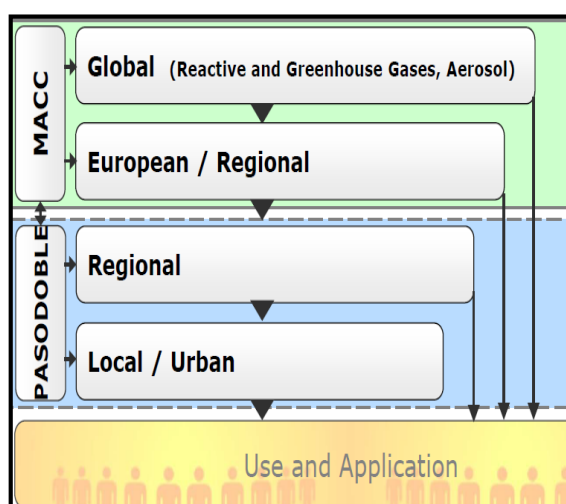 MACC
Global (Reactive and Greenhouse Gases, Aerosol)
European / Regional
PASODOBLE
Regional
Local / Urban
Use and Application